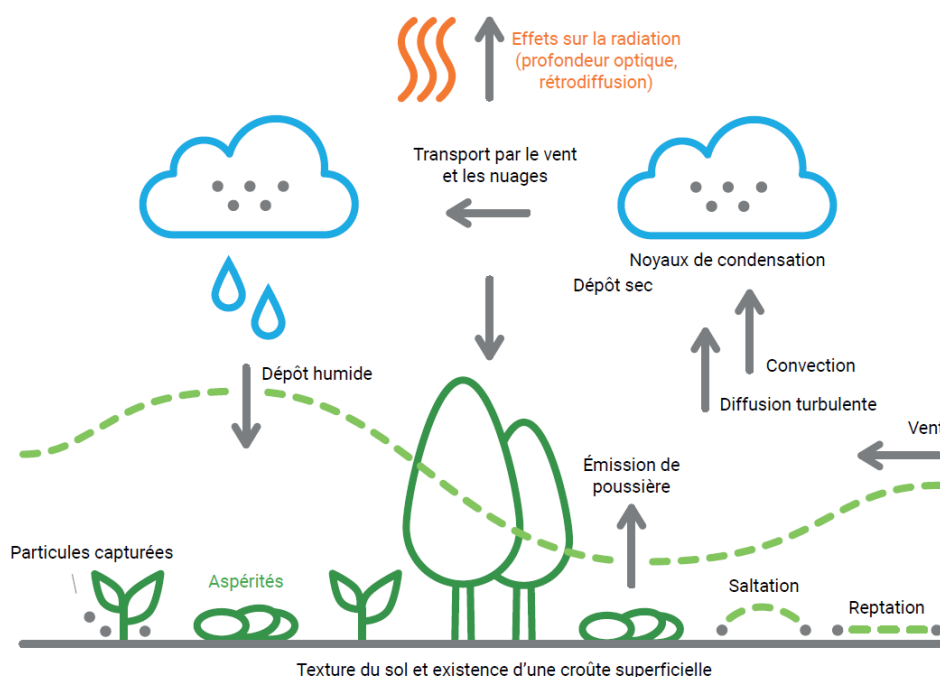 Effets sur la radiation
(profondeur optique,
rétrodiffusion)
Transport par le vent
et les nuages
Noyaux de condensation
Dépôt sec
Convection
Dépôt humide
Diffusion turbulente
Vent
Émission de
poussière
Particules capturées
Aspérités
Saltation
Reptation
Texture du sol et existence d'une croûte superficielle